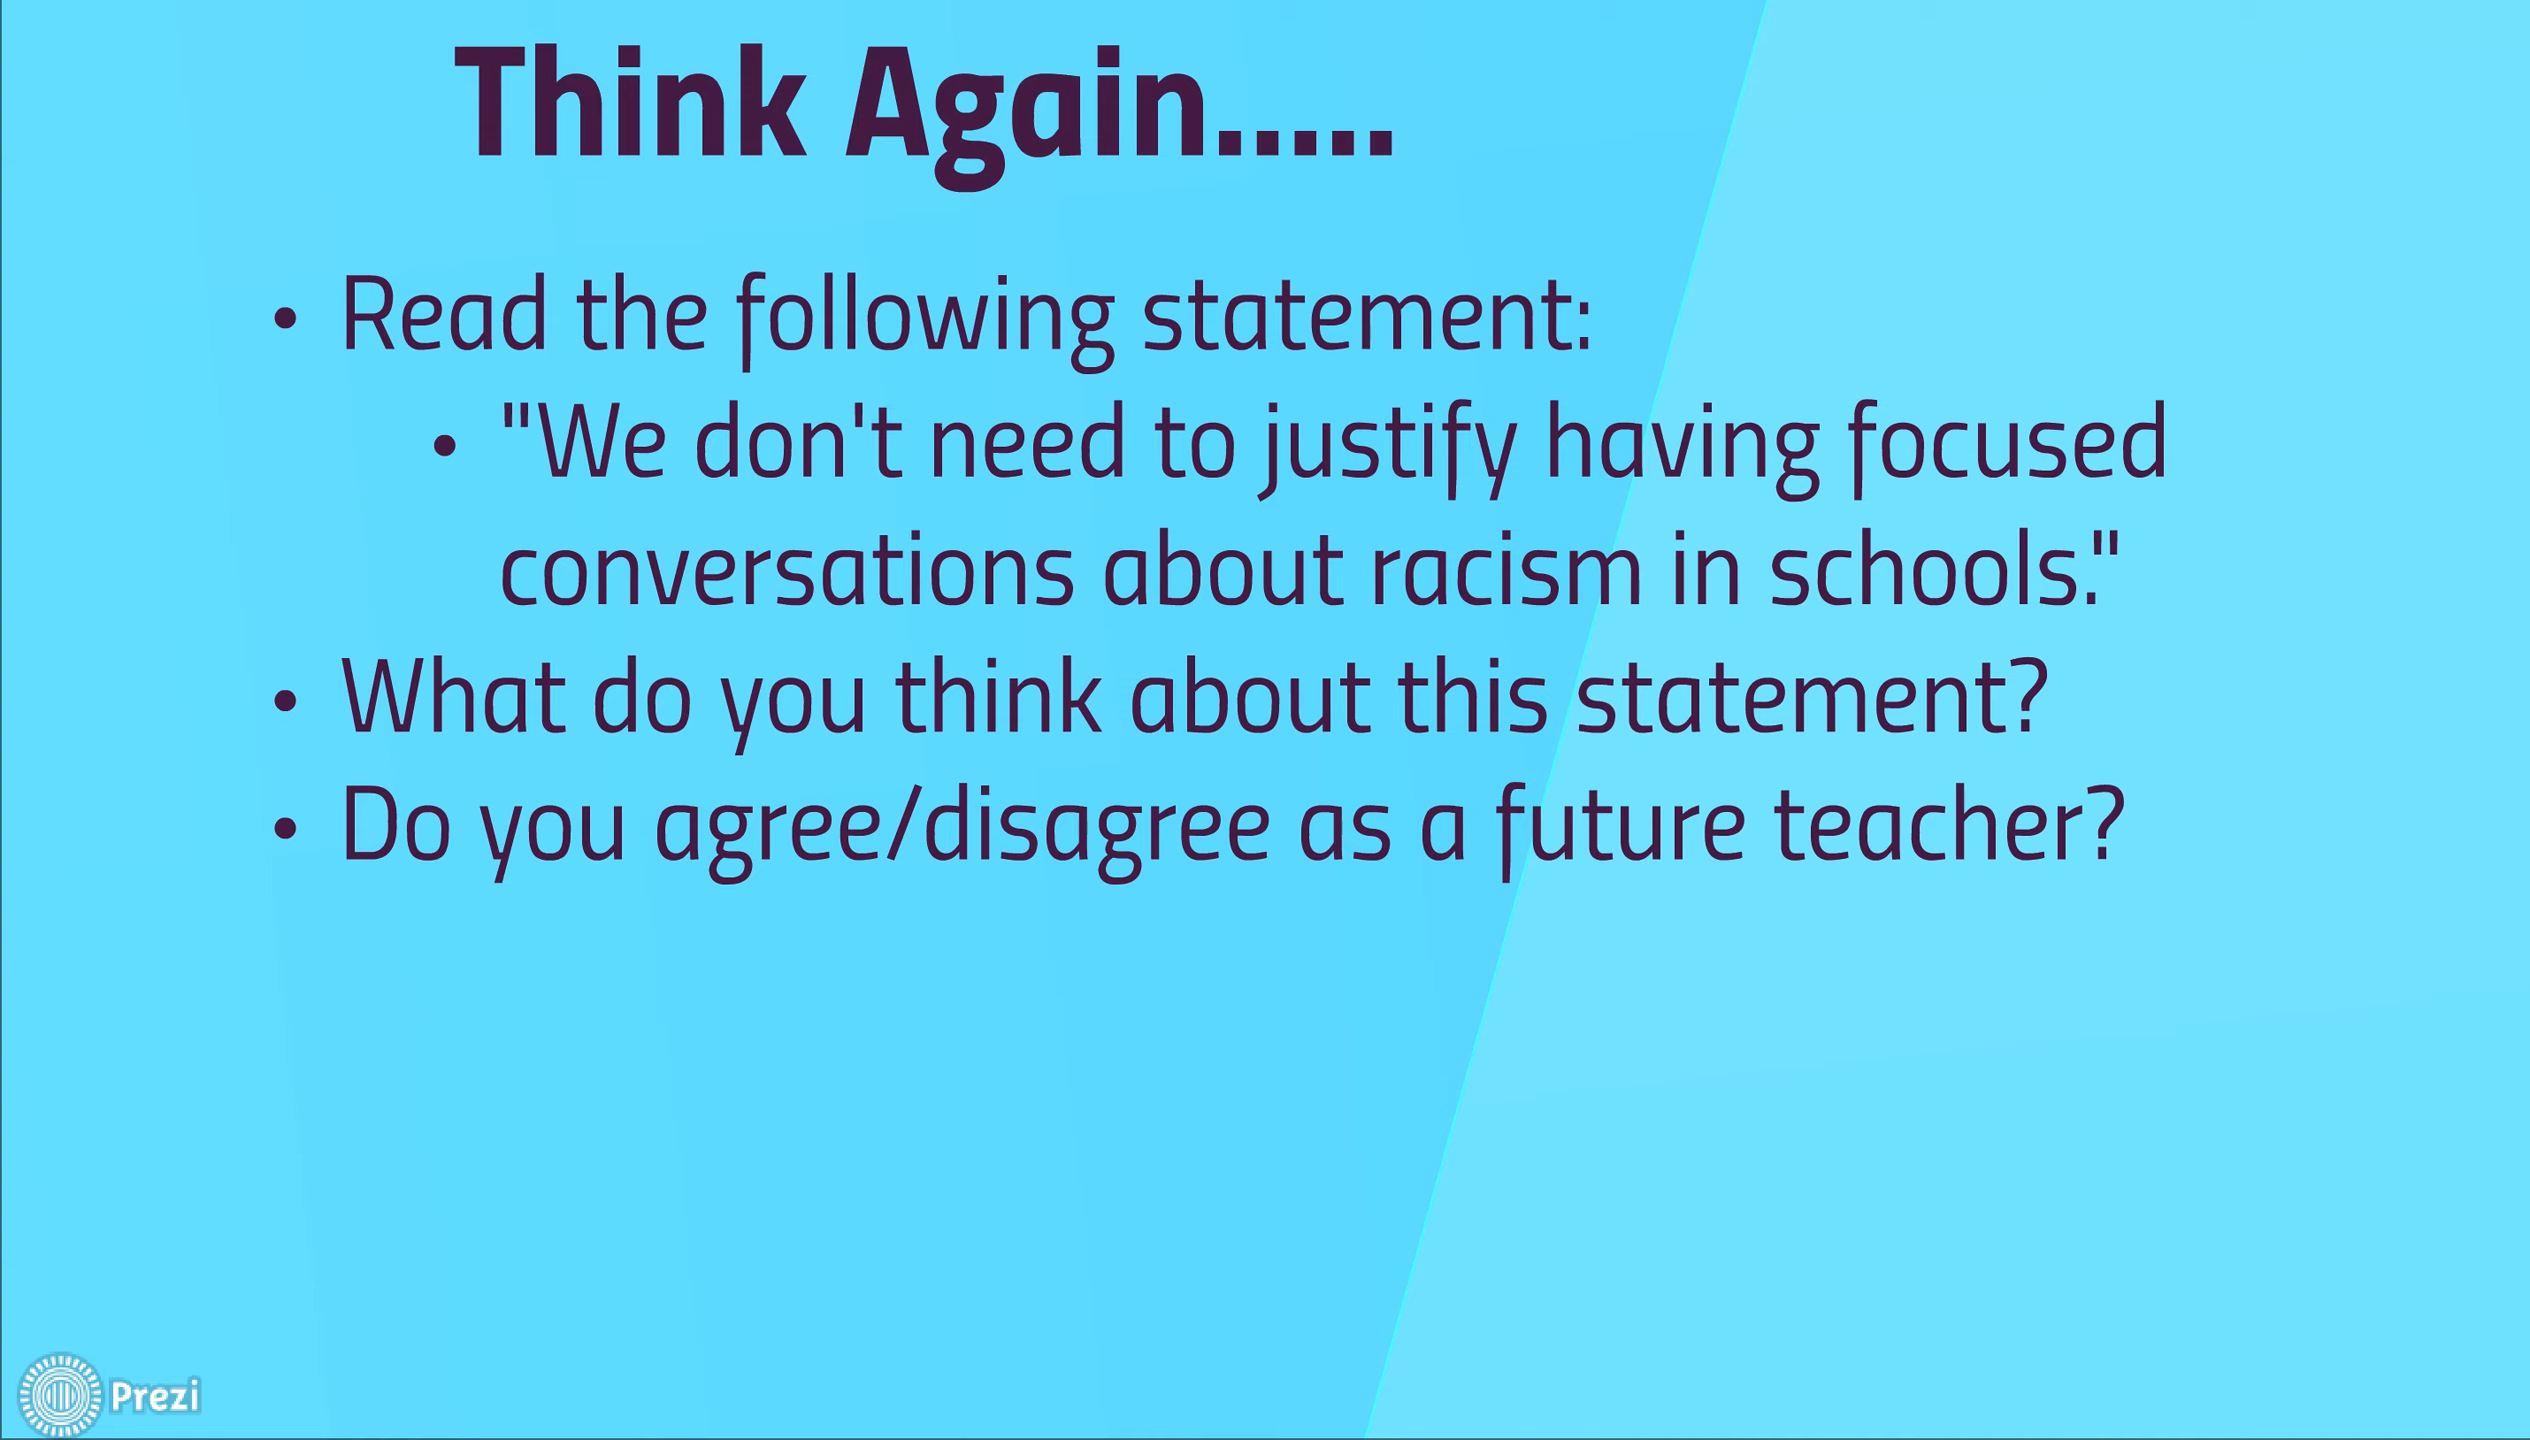 Think Again.....
• Read the following statement:
• "We don't need to justify having focused
conversations about racism in schools."
• What do you think about this statement?
• Do you agree/disagree as a future teacher?
Prezi